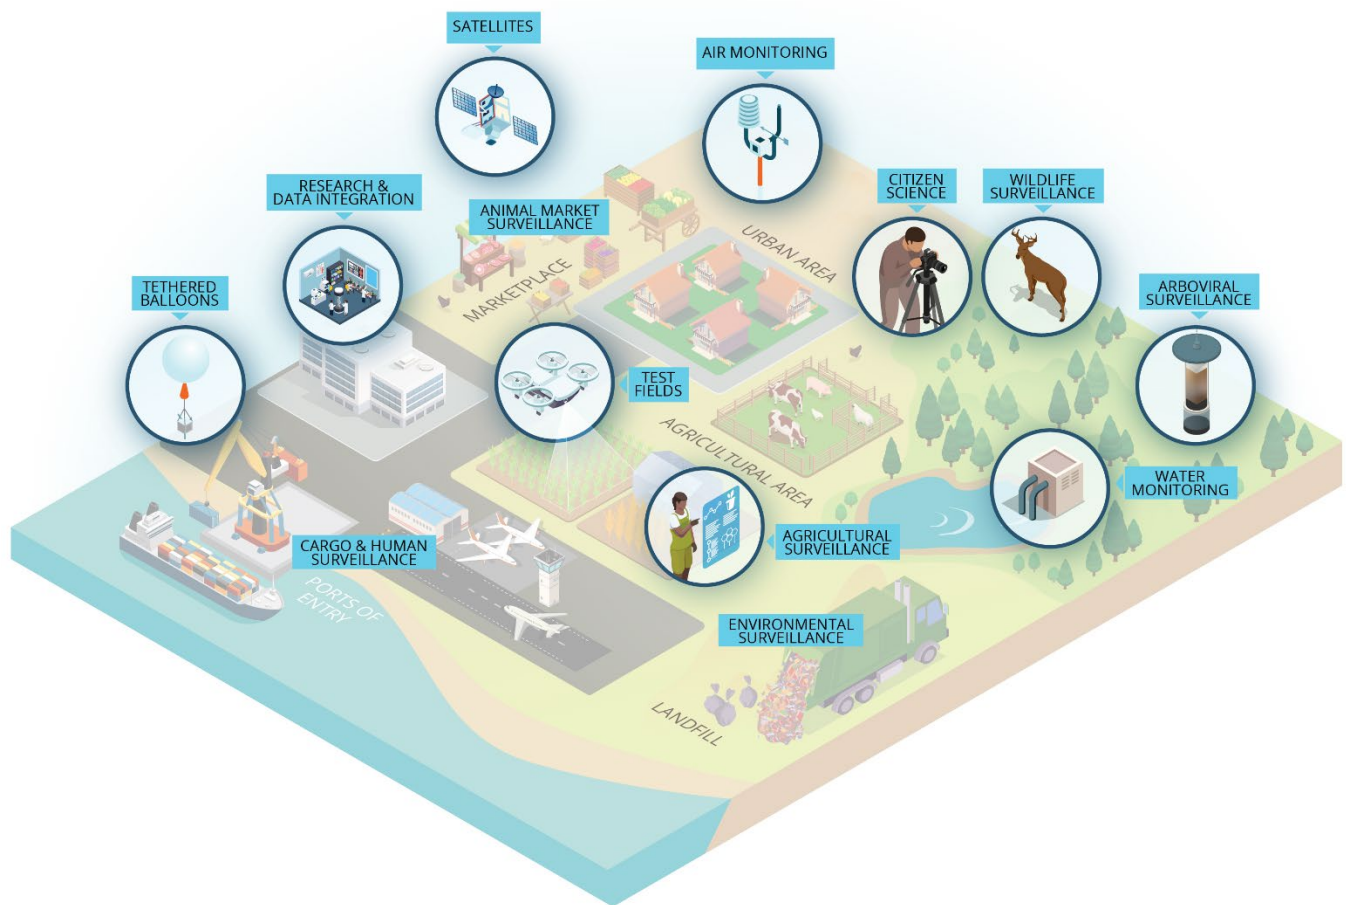 SATELLITES
AIR MONITORING
RESEARCH &
DATA INTEGRATION
ANIMAL MARKET
SURVEILLANCE
CITIZEN
SCIENCE
WILDLIFE
SURVEILLANCE
TETHERED
BALLOONS
MARKETPLACE
URBAN AREA
ARBOVIRAL
SURVEILLANCE
TEST
FIELDS
AGRICULTURAL AREA
WATER
MONITORING
CARGO & HUMAN
SURVEILLANCE
AGRICULTURAL
SURVEILLANCE
PORTS OF
ENTRY
ENVIRONMENTAL
SURVEILLANCE
LANDFILL